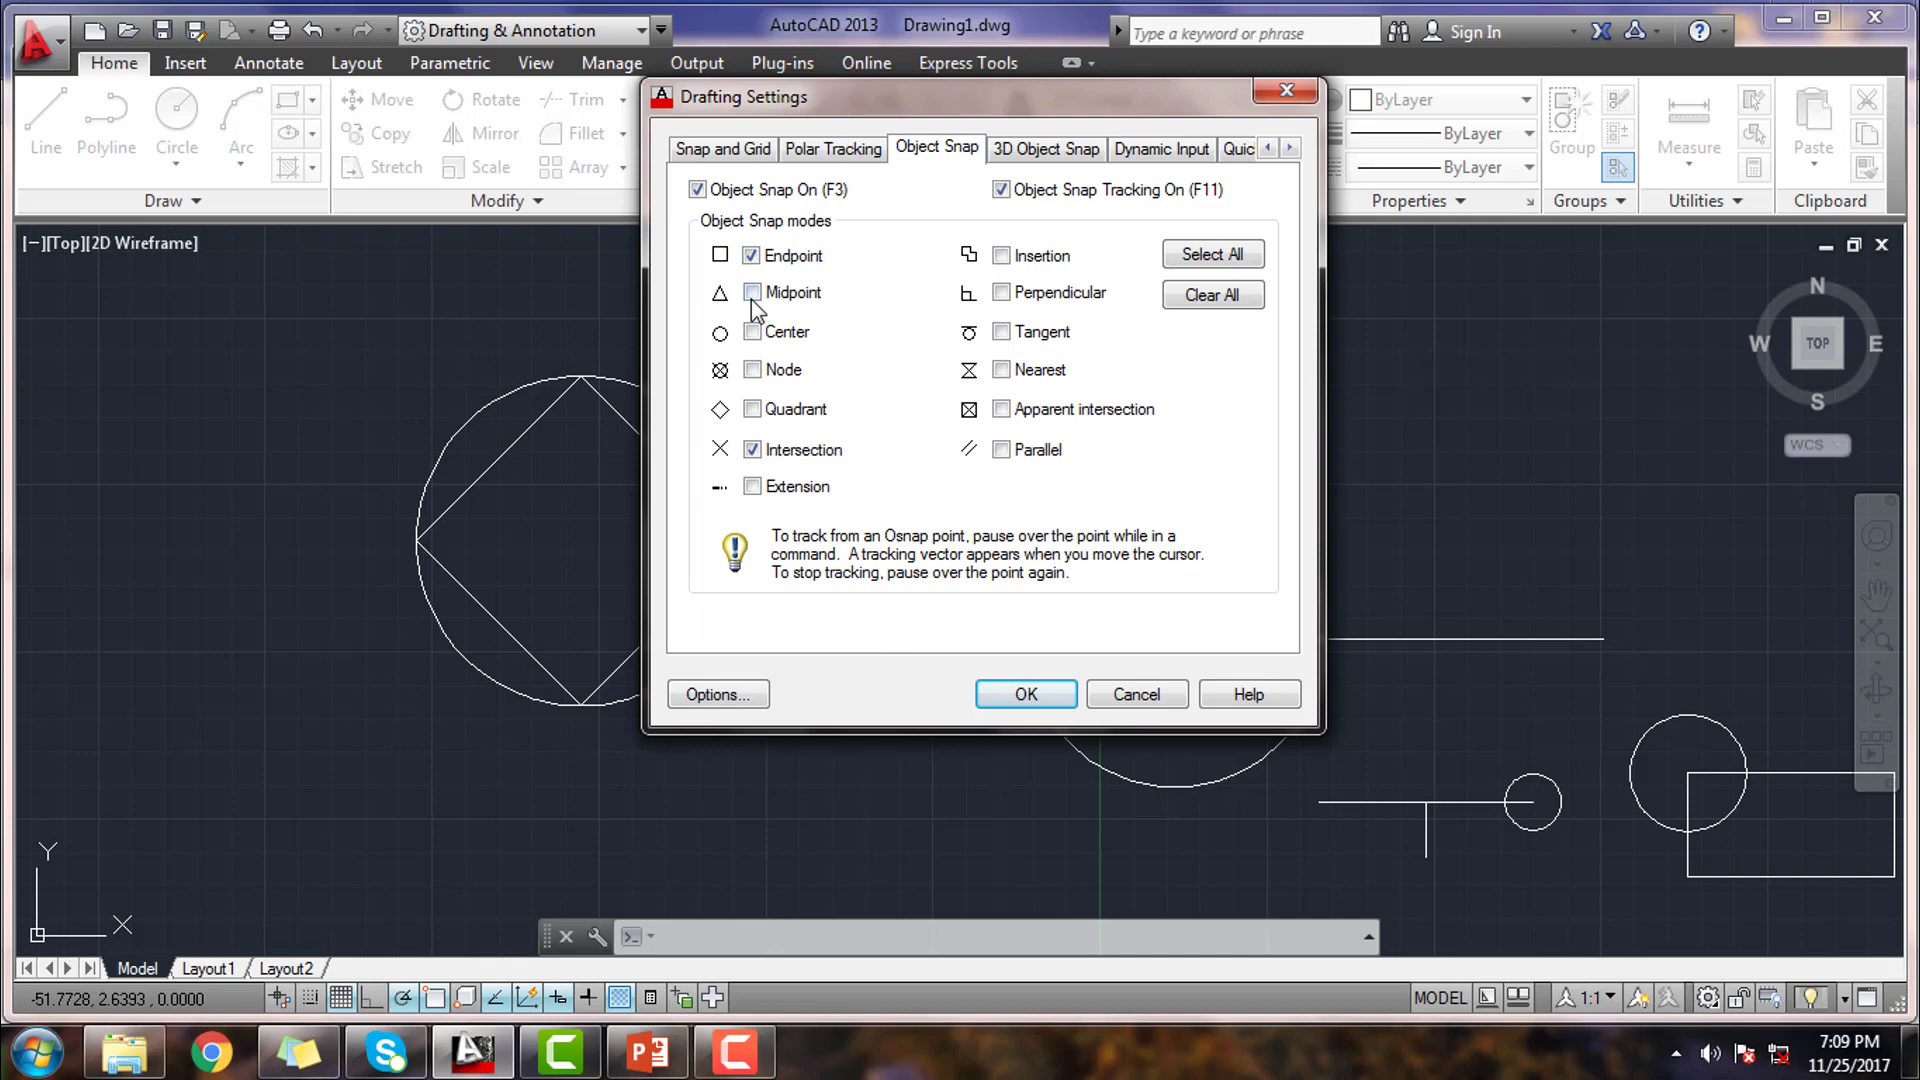 Drafting & Annotation
AutoCAD 2013 Drawing1.dwg
Type a keyword or phrase
Sign In
Home Insert Annotate Layout Parametric View Manage Output Plug-ins Online Express Tools
Line Polyline Circle Arc
Move Rotate Trim
Copy Mirror Fillet
Stretch Scale Array
Draw Modify
ByLayer
ByLayer
ByLayer
Group Measure Paste
Properties Groups Utilities Clipboard
[−][Top][2D Wireframe]
Drafting Settings
Snap and Grid Polar Tracking Object Snap 3D Object Snap Dynamic Input Quic
Object Snap On (F3) Object Snap Tracking On (F11)
Object Snap modes
Endpoint Insertion Select All
Midpoint Perpendicular Clear All
Center Tangent
Node Nearest
Quadrant Apparent intersection
Intersection Parallel
Extension
To track from an Osnap point, pause over the point while in a
command. A tracking vector appears when you move the cursor.
To stop tracking, pause over the point again.
Options... OK Cancel Help
N
W TOP E
S
WCS
Y
X
Model Layout1 Layout2
-51.7728, 2.6393 , 0.0000
MODEL 1:1
7:09 PM
11/25/2017